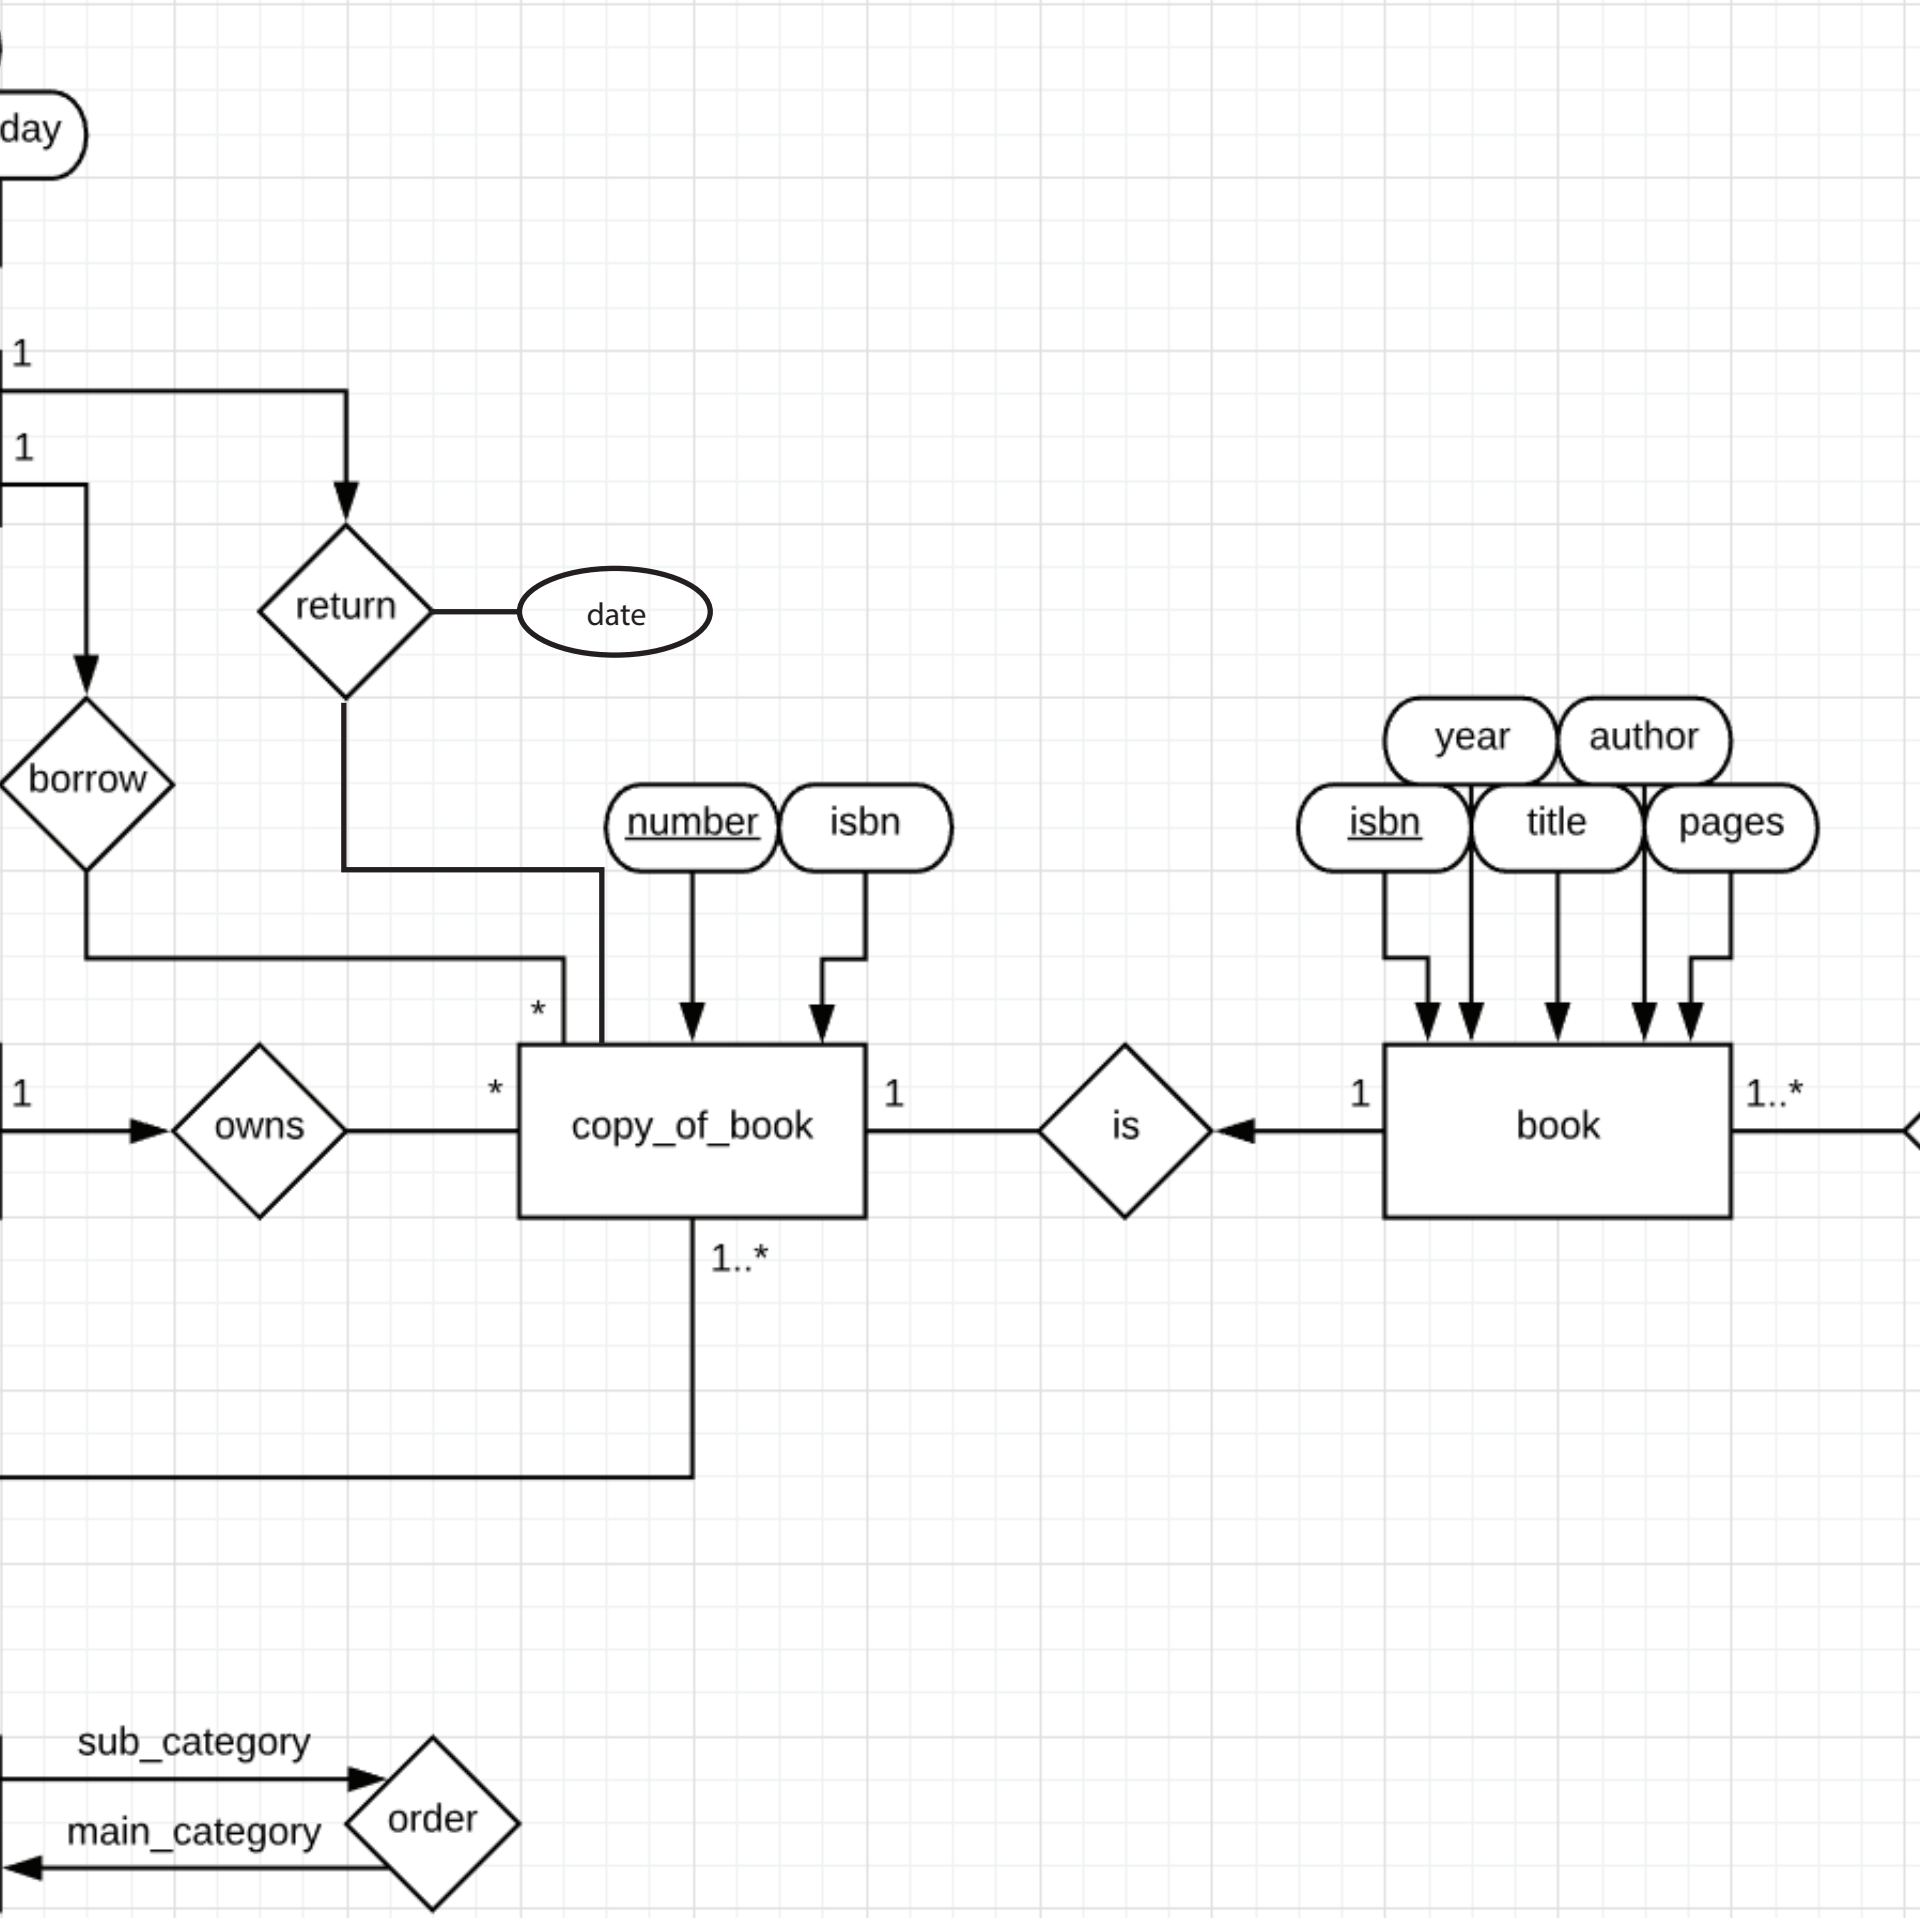 day
1
1
return
date
year
author
borrow
number
isbn
isbn
title
pages
*
1
owns
*
copy_of_book
1
is
1
book
1..*
1..*
sub_category
order
main_category